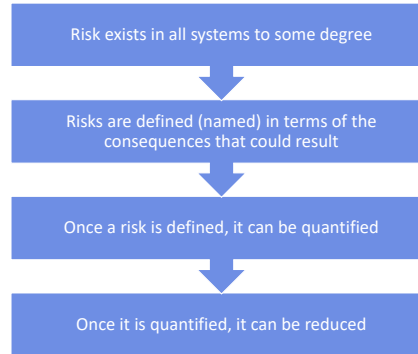 Risk exists in all systems to some degree
Risks are defined (named) in terms of the
consequences that could result
Once a risk is defined, it can be quantified
Once it is quantified, it can be reduced